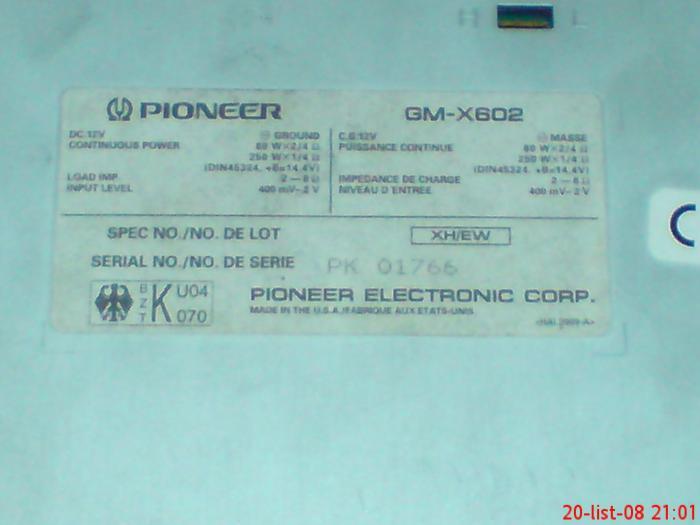 H L
PIONEER GM-X602
DC 12V ⊖ GROUND
CONTINUOUS POWER 60 W×2/4 Ω
250 W×1/4 Ω
(DIN45324, +B=14.4V)
LOAD IMP. 2 — 8 Ω
INPUT LEVEL 400 mV– 2 V
C.C.12V ⊖ MASSE
PUISSANCE CONTINUE 60 W×2/4 Ω
250 W×1/4 Ω
(DIN45324, +B=14.4V)
IMPEDANCE DE CHARGE 2 — 8 Ω
NIVEAU D ENTREE 400 mV– 2 V
SPEC NO./NO. DE LOT XH/EW
SERIAL NO./NO. DE SERIE PK 01766
BZT K U04
070
PIONEER ELECTRONIC CORP.
MADE IN THE U.S.A./FABRIQUE AUX ETATS-UNIS
20-list-08 21:01